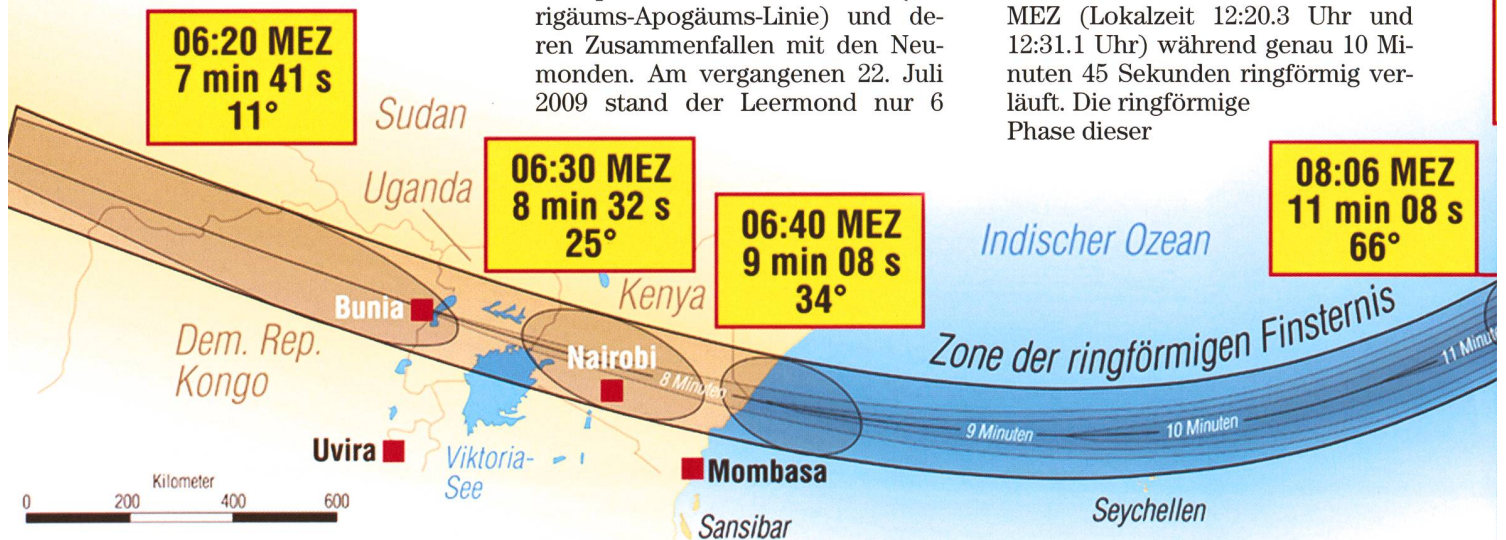 rigäums-Apogäums-Linie) und de-
ren Zusammenfallen mit den Neu-
monden. Am vergangenen 22. Juli
2009 stand der Leermond nur 6
MEZ (Lokalzeit 12:20.3 Uhr und
12:31.1 Uhr) während genau 10 Mi-
nuten 45 Sekunden ringförmig ver-
läuft. Die ringförmige
Phase dieser
06:20 MEZ
7 min 41 s
11°
Sudan
Uganda
06:30 MEZ
8 min 32 s
25°
06:40 MEZ
9 min 08 s
34°
08:06 MEZ
11 min 08 s
66°
Indischer Ozean
Kenya
Bunia
Dem. Rep.
Kongo
Nairobi
8 Minuten
Zone der ringförmigen Finsternis
9 Minuten
10 Minuten
11 Minut
Uvira
Viktoria-
See
Mombasa
Sansibar
Seychellen
Kilometer
0 200 400 600